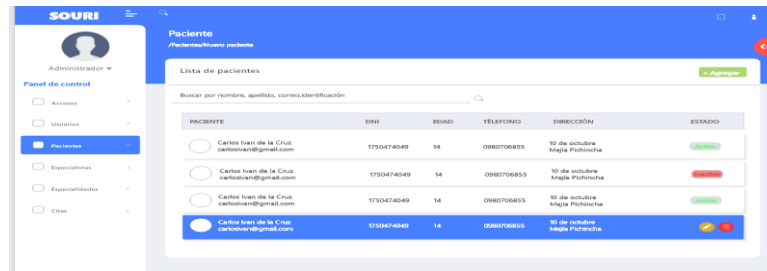 SOURI
Paciente
/Pacientes/Nuevo paciente
Administrador
Panel de control
Accesos
Usuarios
Pacientes
Especialistas
Especialidades
Citas
Lista de pacientes
+ Agregar
Buscar por nombre, apellido, correo,identificación
PACIENTE DNI EDAD TÉLEFONO DIRECCIÓN ESTADO
Carlos Ivan de la Cruz
carlosivan@gmail.com 1750474049 14 0980706855 10 de octubre
Mejía Pichincha Activo
Carlos Ivan de la Cruz
carlosivan@gmail.com 1750474049 14 0980706855 10 de octubre
Mejía Pichincha Inactivo
Carlos Ivan de la Cruz
carlosivan@gmail.com 1750474049 14 0980706855 10 de octubre
Mejía Pichincha Activo
Carlos Ivan de la Cruz
carlosivan@gmail.com 1750474049 14 0980706855 10 de octubre
Mejía Pichincha